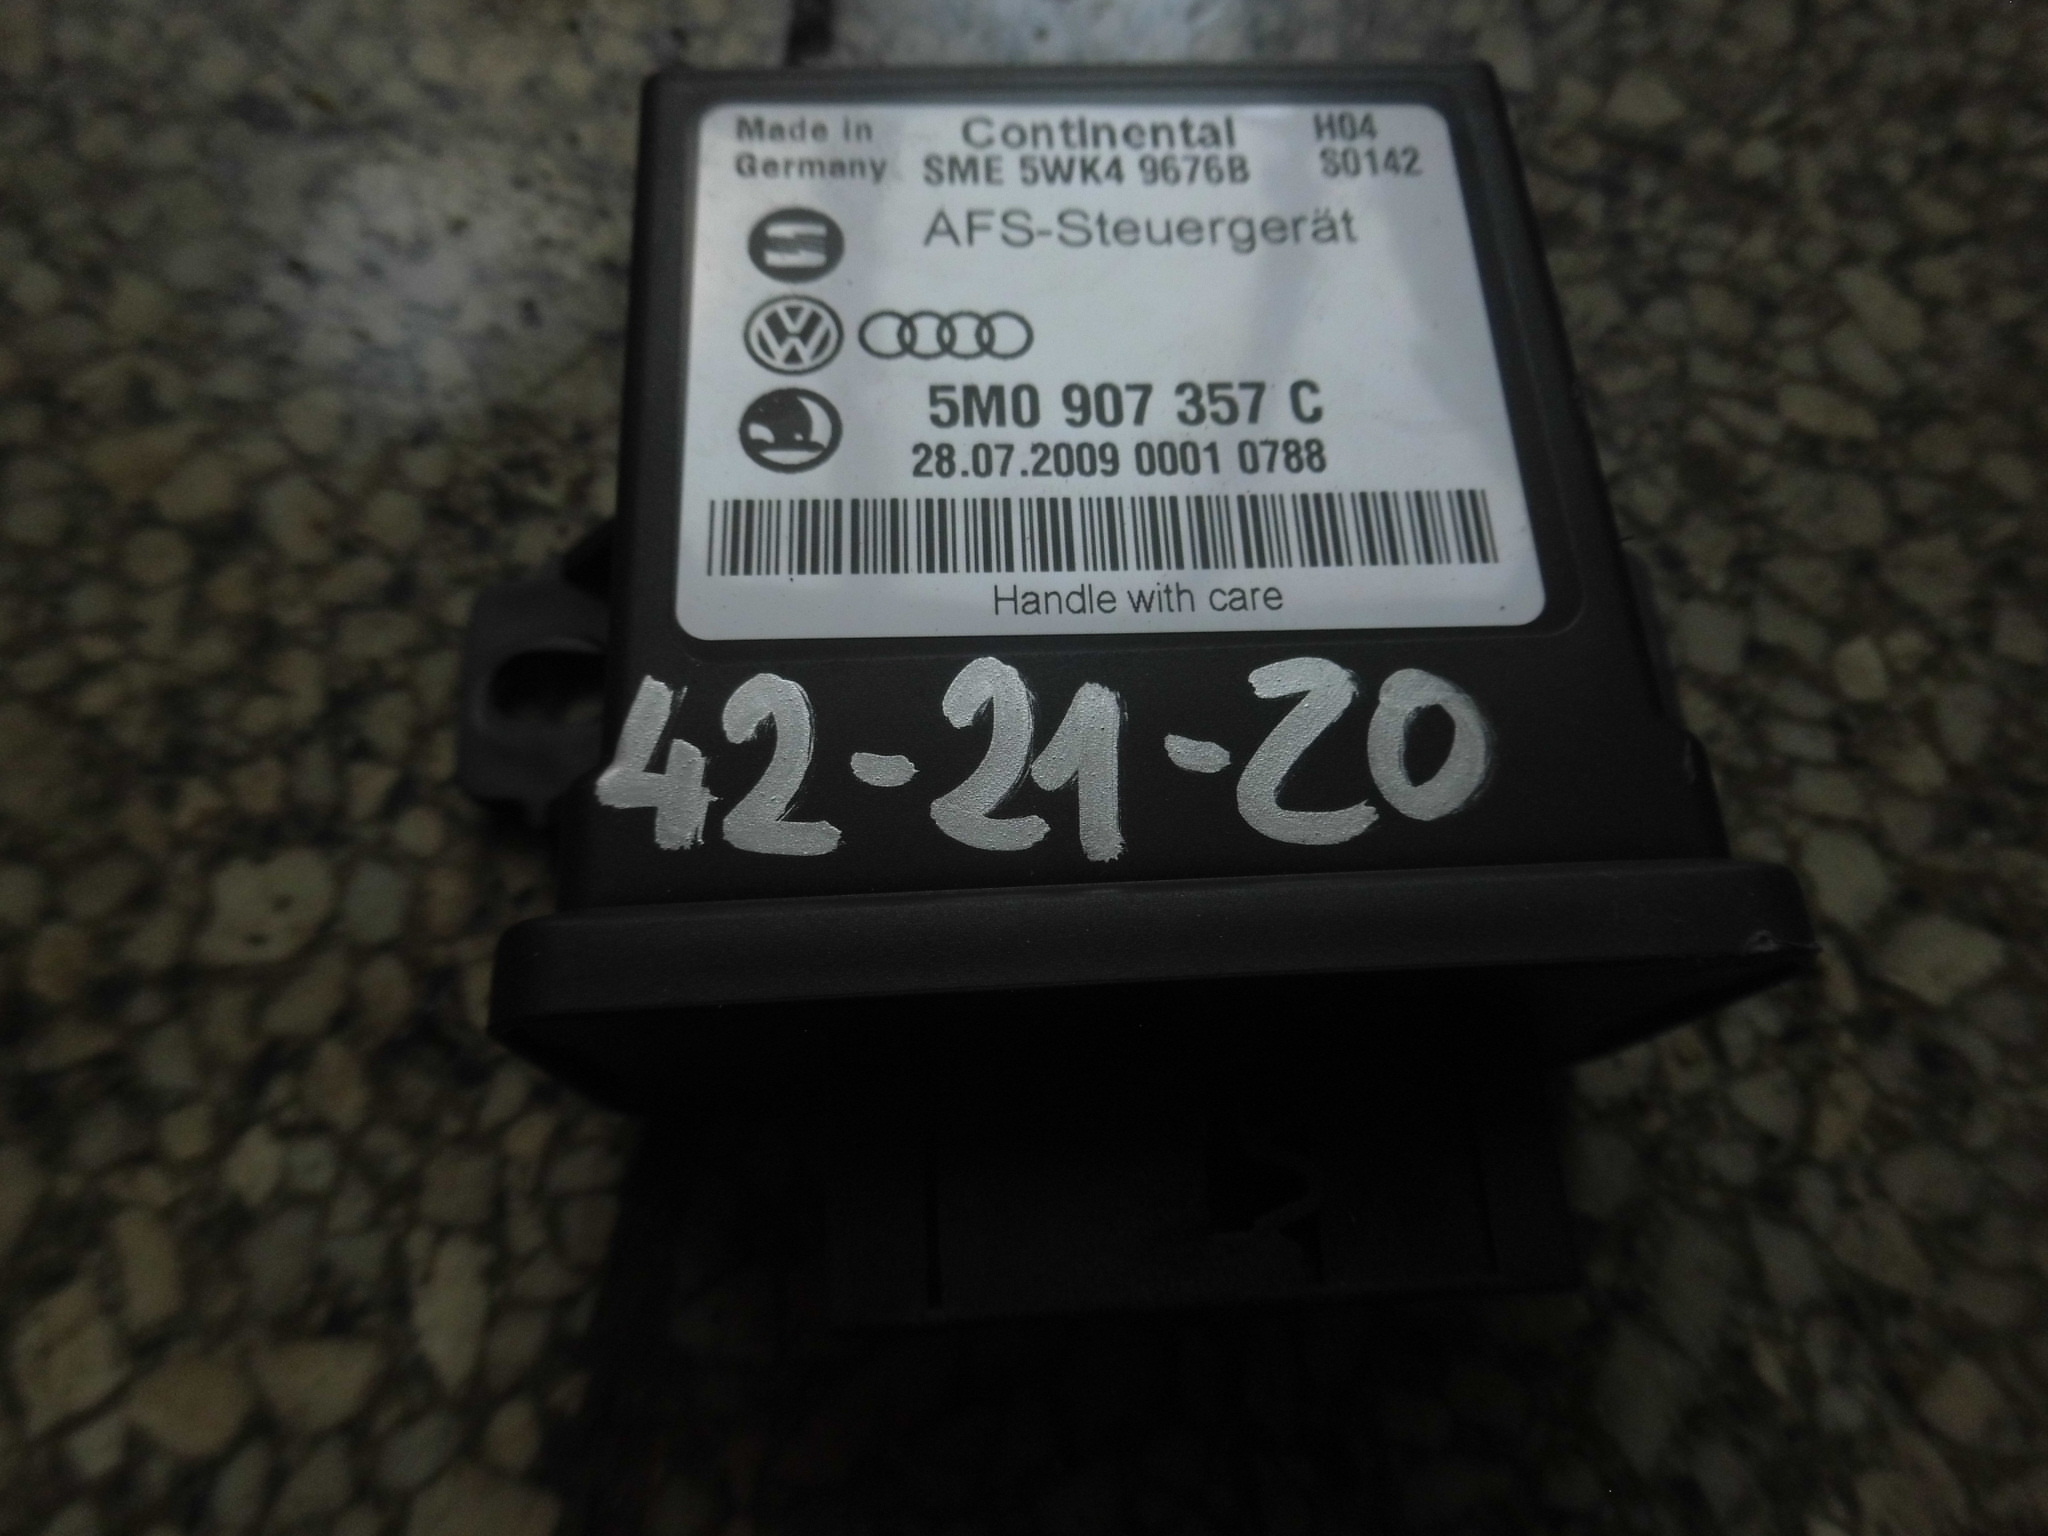 Made in Germany
Continental
SME 5WK4 9676B
H04
S0142
AFS-Steuergerät
5M0 907 357 C
28.07.2009 0001 0788
Handle with care
42-21-20